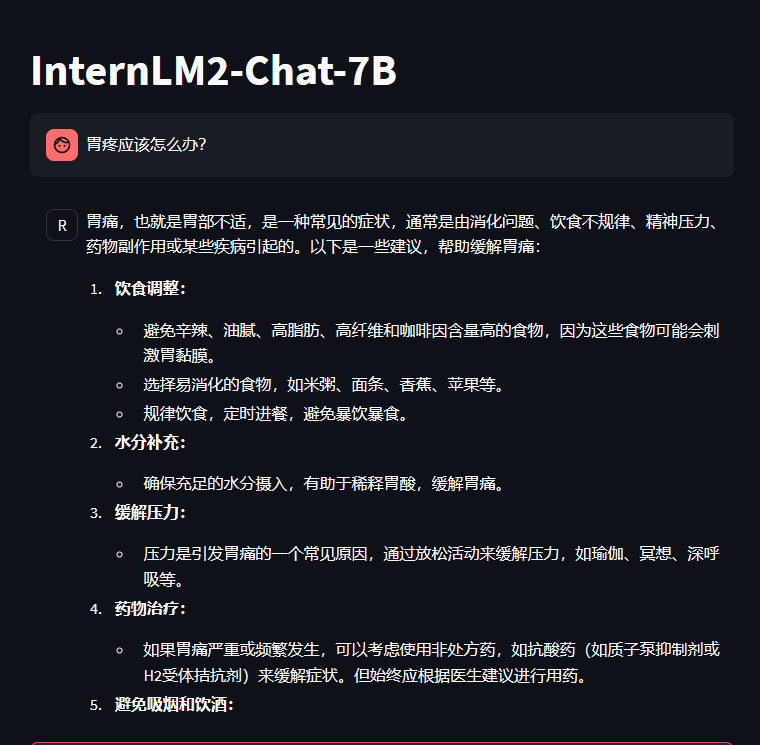 InternLM2-Chat-7B
胃疼应该怎么办?
R
胃痛，也就是胃部不适，是一种常见的症状，通常是由消化问题、饮食不规律、精神压力、
药物副作用或某些疾病引起的。以下是一些建议，帮助缓解胃痛：
1. 饮食调整：
○ 避免辛辣、油腻、高脂肪、高纤维和咖啡因含量高的食物，因为这些食物可能会刺
激胃黏膜。
○ 选择易消化的食物，如米粥、面条、香蕉、苹果等。
○ 规律饮食，定时进餐，避免暴饮暴食。
2. 水分补充：
○ 确保充足的水分摄入，有助于稀释胃酸，缓解胃痛。
3. 缓解压力：
○ 压力是引发胃痛的一个常见原因，通过放松活动来缓解压力，如瑜伽、冥想、深呼
吸等。
4. 药物治疗：
○ 如果胃痛严重或频繁发生，可以考虑使用非处方药，如抗酸药（如质子泵抑制剂或
H2受体拮抗剂）来缓解症状。但始终应根据医生建议进行用药。
5. 避免吸烟和饮酒：